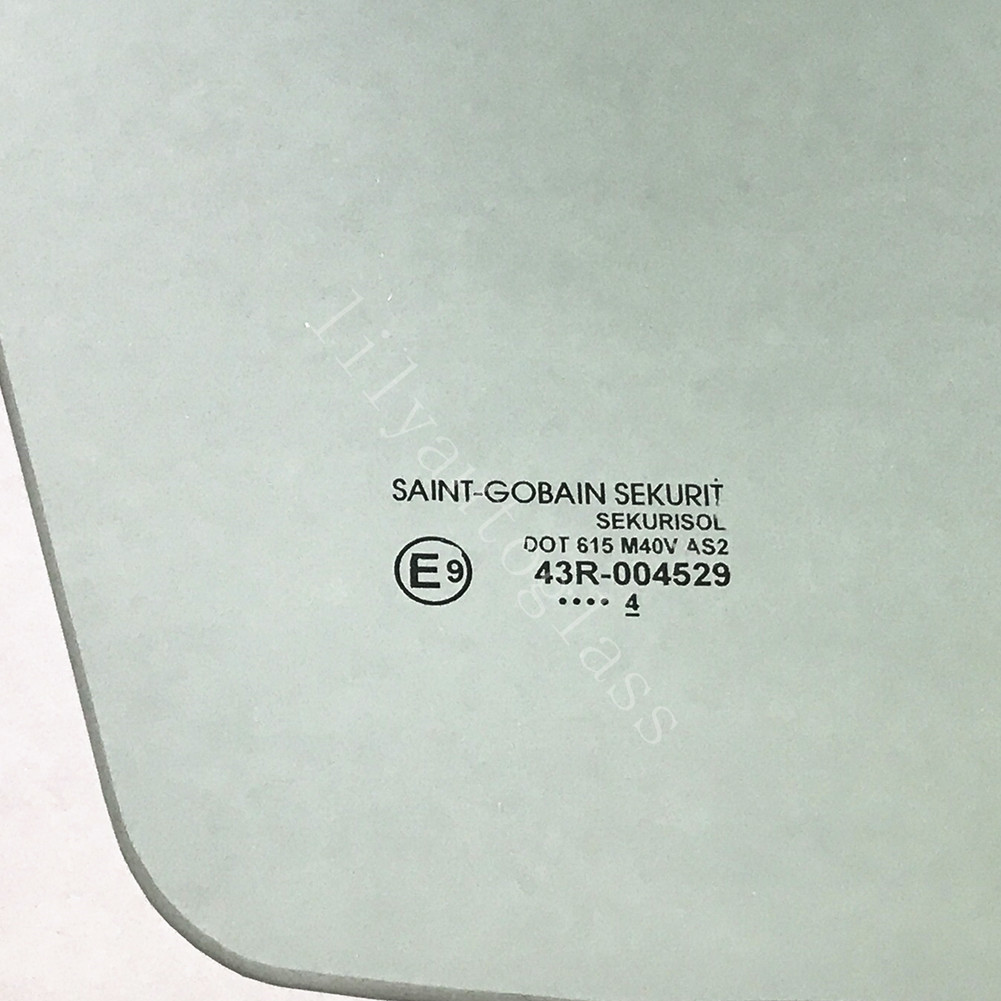 SAINT-GOBAIN SEKURIT
SEKURISOL
DOT 615 M40V AS2
E9 43R-004529
•••• 4
lilyautoglass